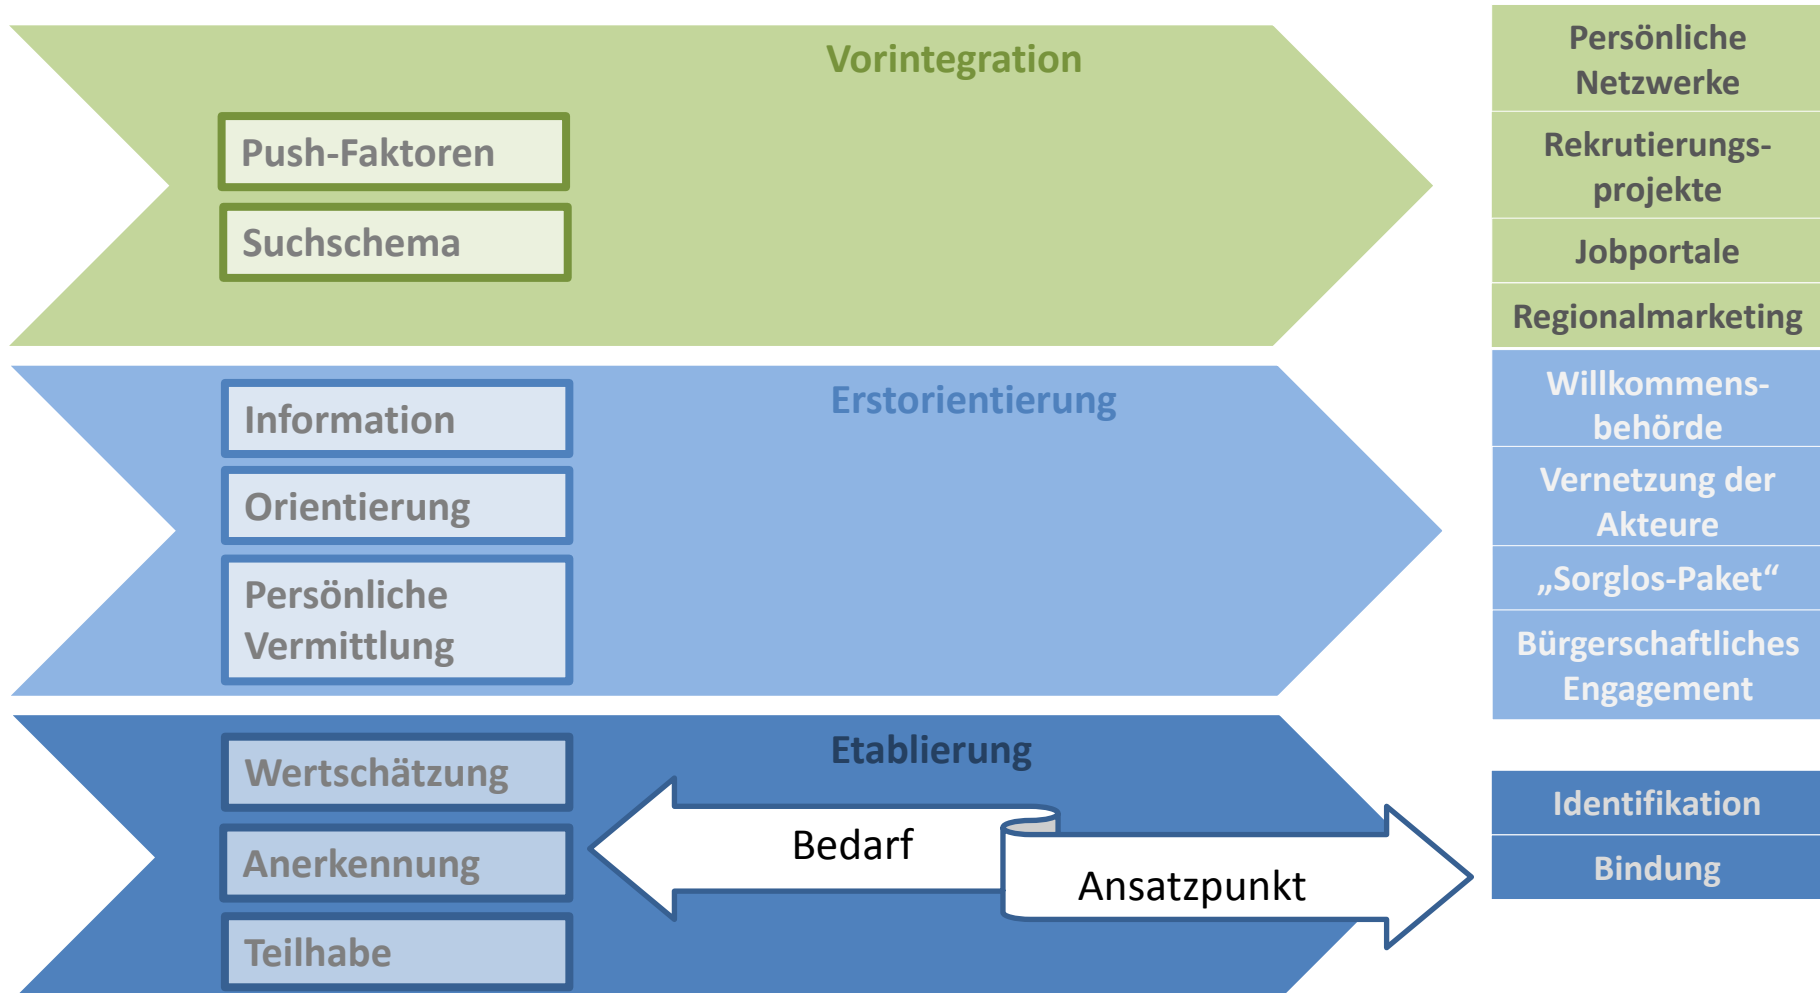 Vorintegration
Push-Faktoren
Suchschema
Persönliche
Netzwerke
Rekrutierungs-
projekte
Jobportale
Regionalmarketing
Erstorientierung
Information
Orientierung
Persönliche
Vermittlung
Willkommens-
behörde
Vernetzung der
Akteure
„Sorglos-Paket“
Bürgerschaftliches
Engagement
Etablierung
Wertschätzung
Anerkennung
Teilhabe
Bedarf
Ansatzpunkt
Identifikation
Bindung